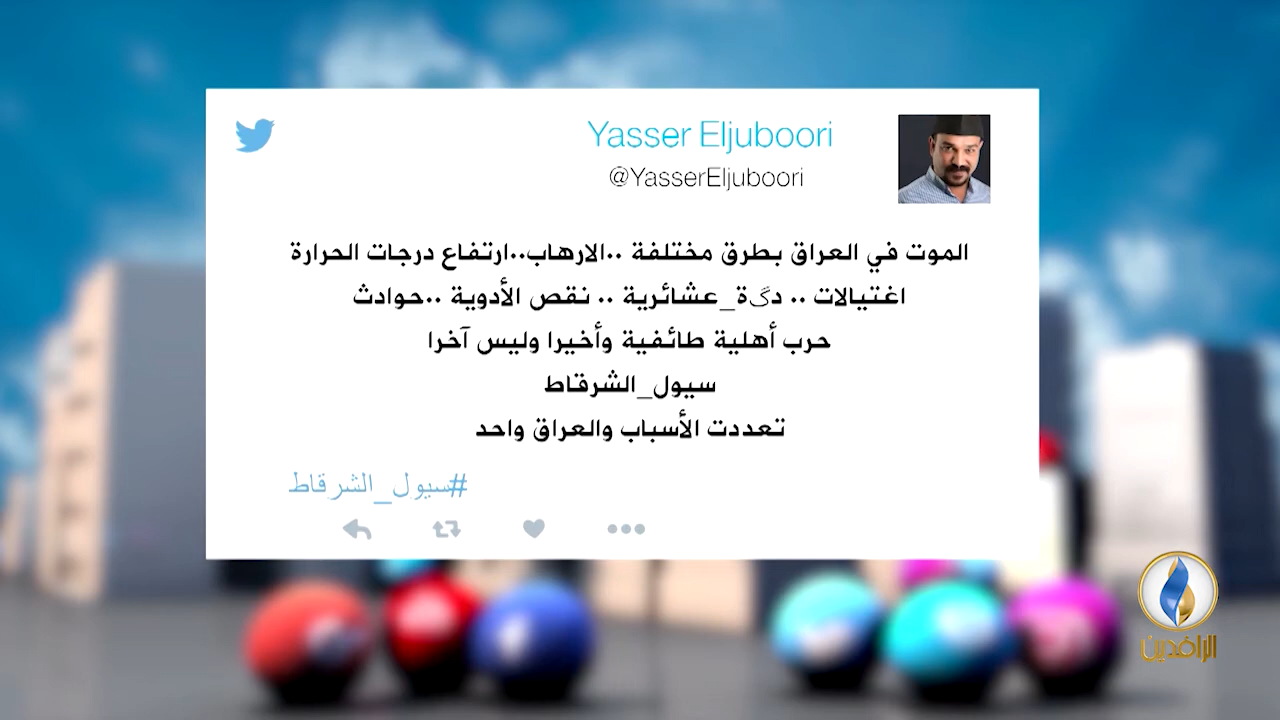 Yasser Eljuboori
@YasserEljuboori
الموت في العراق بطرق مختلفة ..الارهاب..ارتفاع درجات الحرارة
اغتيالات .. دگة_عشائرية .. نقص الأدوية ..حوادث
حرب أهلية طائفية وأخيرا وليس آخرا
سيول_الشرقاط
تعددت الأسباب والعراق واحد
#سيول_الشرقاط
الرافدين